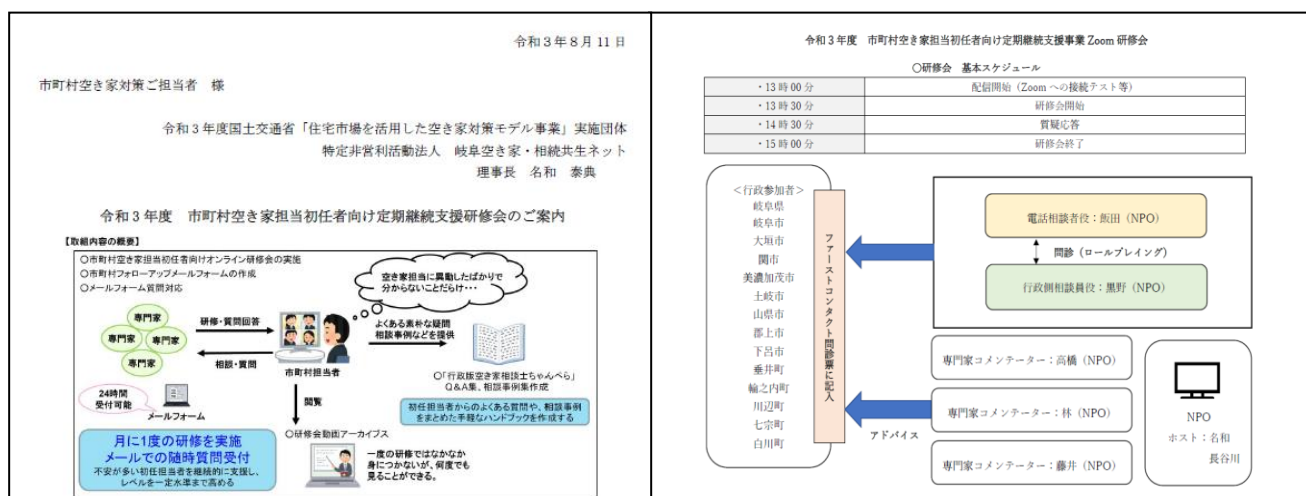 令和3年8月11日
市町村空き家対策ご担当者 様
令和3年度国土交通省「住宅市場を活用した空き家対策モデル事業」実施団体
特定非営利活動法人 岐阜空き家・相続共生ネット
理事長 名和 泰典
令和3年度 市町村空き家担当初任者向け定期継続支援研修会のご案内
【取組内容の概要】
○市町村空き家担当初任者向けオンライン研修会の実施
○市町村フォローアップメールフォームの作成
○メールフォーム質問対応
空き家担当に異動したばかりで
分からないことだらけ・・・
専門家
専門家
専門家
専門家
研修・質問回答
相談・質問
市町村担当者
よくある素朴な疑問
相談事例などを提供
○「行政版空き家相談士ちゃんぺら」
Q&A集、相談事例集作成
初任担当者からのよくある質問や、相談事例
をまとめた手軽なハンドブックを作成する
24時間
受付可能
メールフォーム
閲覧
○研修会動画アーカイブス
月に1度の研修を実施
メールでの随時質問受付
不安が多い初任担当者を継続的に支援し、
レベルを一定水準まで高める
一度の研修ではなかなか
身につかないが、何度でも
見ることができる。
令和3年度 市町村空き家担当初任者向け定期継続支援事業 Zoom 研修会
○研修会 基本スケジュール
・13時00分 配信開始（Zoom への接続テスト等）
・13時30分 研修会開始
・14時30分 質疑応答
・15時00分 研修会終了
＜行政参加者＞
岐阜県
岐阜市
大垣市
関市
美濃加茂市
土岐市
山県市
郡上市
下呂市
垂井町
輪之内町
川辺町
七宗町
白川町
ファーストコンタクト問診票に記入
電話相談者役：飯田（NPO）
問診（ロールプレイング）
行政側相談員役：黒野（NPO）
専門家コメンテーター：高橋（NPO）
専門家コメンテーター：林（NPO）
専門家コメンテーター：藤井（NPO）
アドバイス
NPO
ホスト：名和
長谷川